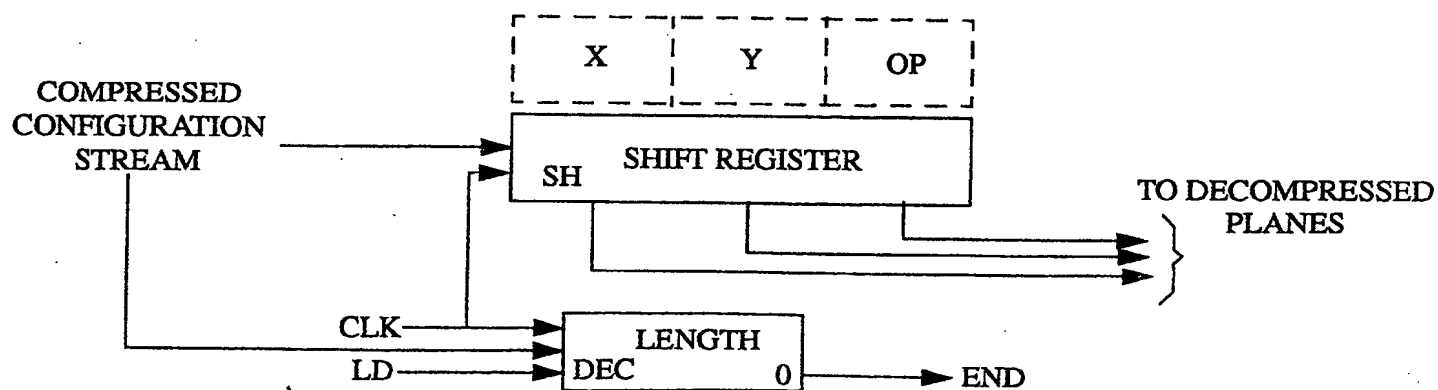 X Y OP
COMPRESSED
CONFIGURATION
STREAM
SHIFT REGISTER
SH
TO DECOMPRESSED
PLANES
CLK
LENGTH
LD
DEC
0
END